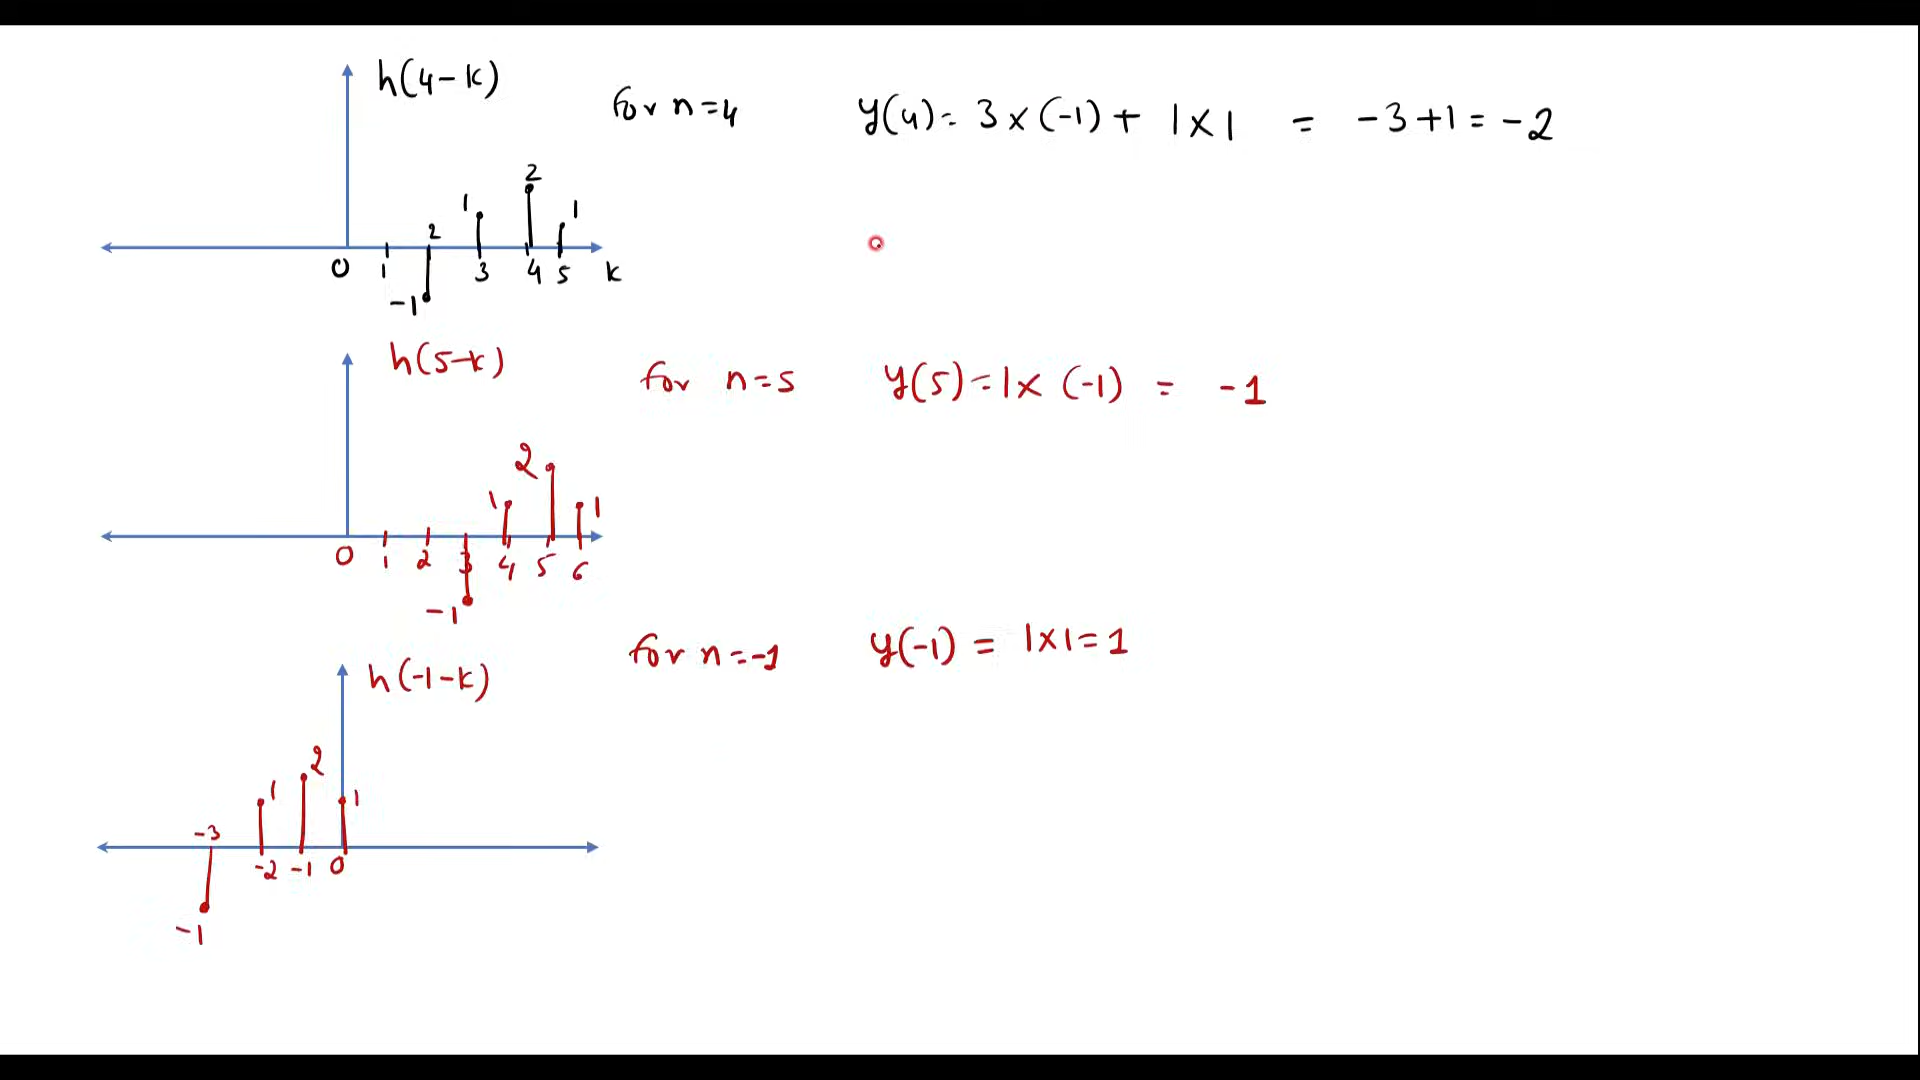 h(4-k)
for n=4 y(4)= 3×(-1)+ 1×1 = -3+1= -2
2
1 1
2
0 1 3 4 5 k
-1
h(5-k)
for n=5 y(5)=1×(-1) = -1
2
1 1
0 1 2 3 4 5 6
-1
for n=-1 y(-1) = 1×1=1
h(-1-k)
2
1 1
-3
-2 -1 0
-1